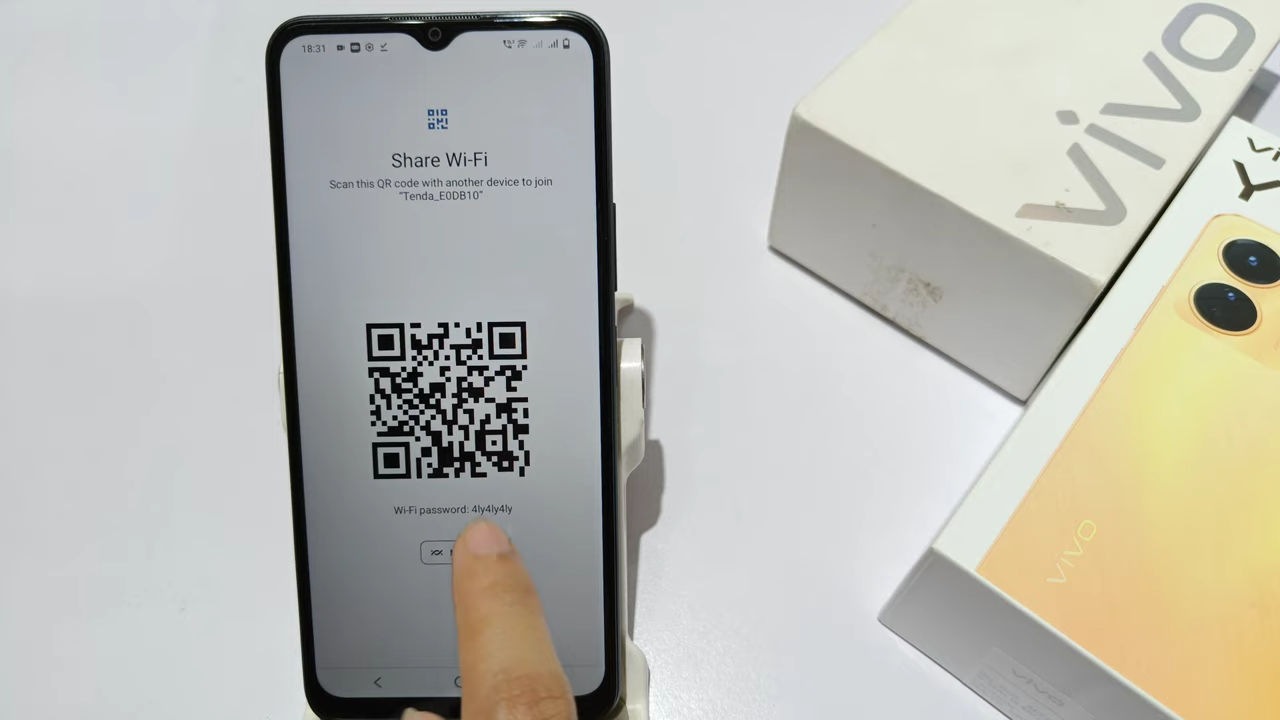 18:31
Share Wi-Fi
Scan this QR code with another device to join
"Tenda_E0DB10"
Wi-Fi password: 4ly4ly4ly
vivo
vivo
vivo